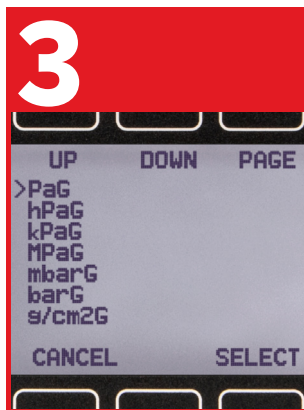 3
UP DOWN PAGE
>PaG
hPaG
kPaG
MPaG
mbarG
barG
g/cm2G
CANCEL SELECT